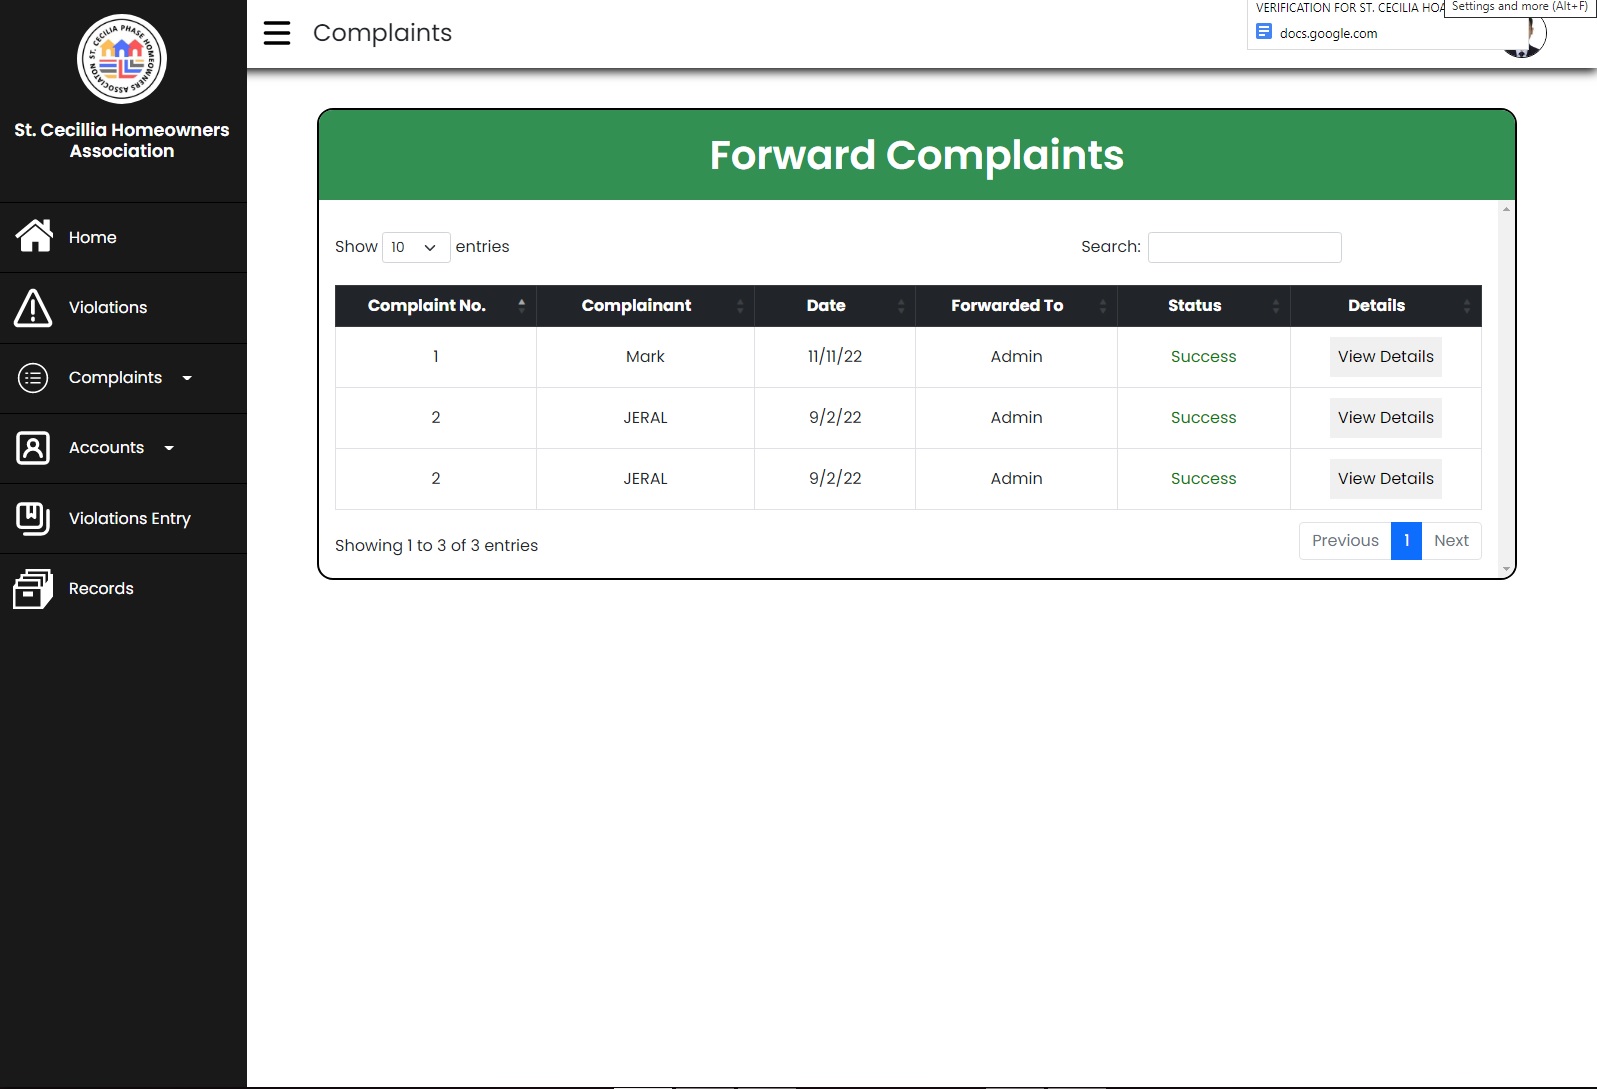 ST. CECILIA PHASE HOMEOWNERS ASSOCIATON
St. Cecillia Homeowners
Association
Home
Violations
Complaints
Accounts
Violations Entry
Records
Complaints
VERIFICATION FOR ST. CECILIA HOA
docs.google.com
Settings and more (Alt+F)
Forward Complaints
Show 10 entries
Search:
Complaint No. Complainant Date Forwarded To Status Details
1 Mark 11/11/22 Admin Success View Details
2 JERAL 9/2/22 Admin Success View Details
2 JERAL 9/2/22 Admin Success View Details
Showing 1 to 3 of 3 entries
Previous 1 Next